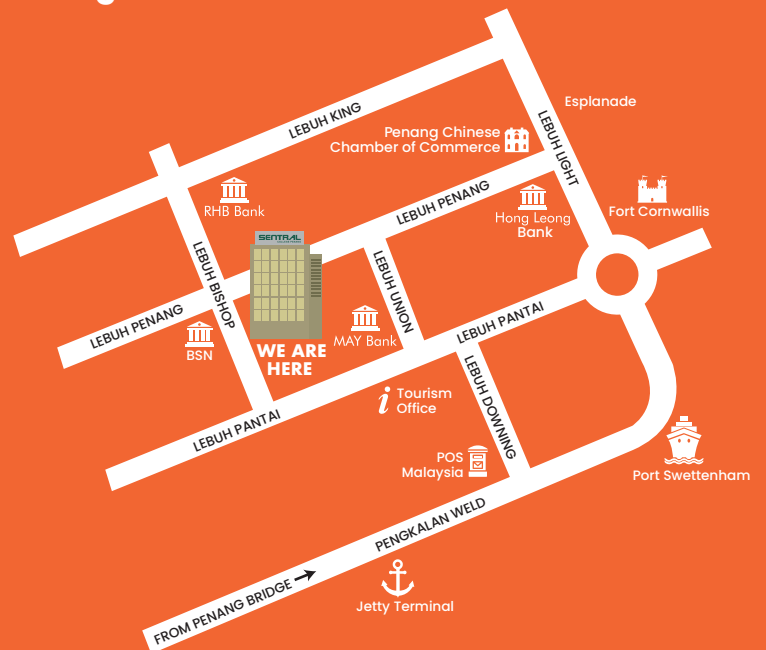 Esplanade
LEBUH KING
Penang Chinese
Chamber of Commerce
LEBUH LIGHT
RHB Bank
LEBUH PENANG
Hong Leong
Bank
Fort Cornwallis
SENTRAL
LEBUH BISHOP
LEBUH UNION
LEBUH PENANG
BSN
WE ARE
HERE
MAY Bank
LEBUH PANTAI
LEBUH DOWNING
Tourism
Office
LEBUH PANTAI
POS
Malaysia
Port Swettenham
PENGKALAN WELD
FROM PENANG BRIDGE
Jetty Terminal